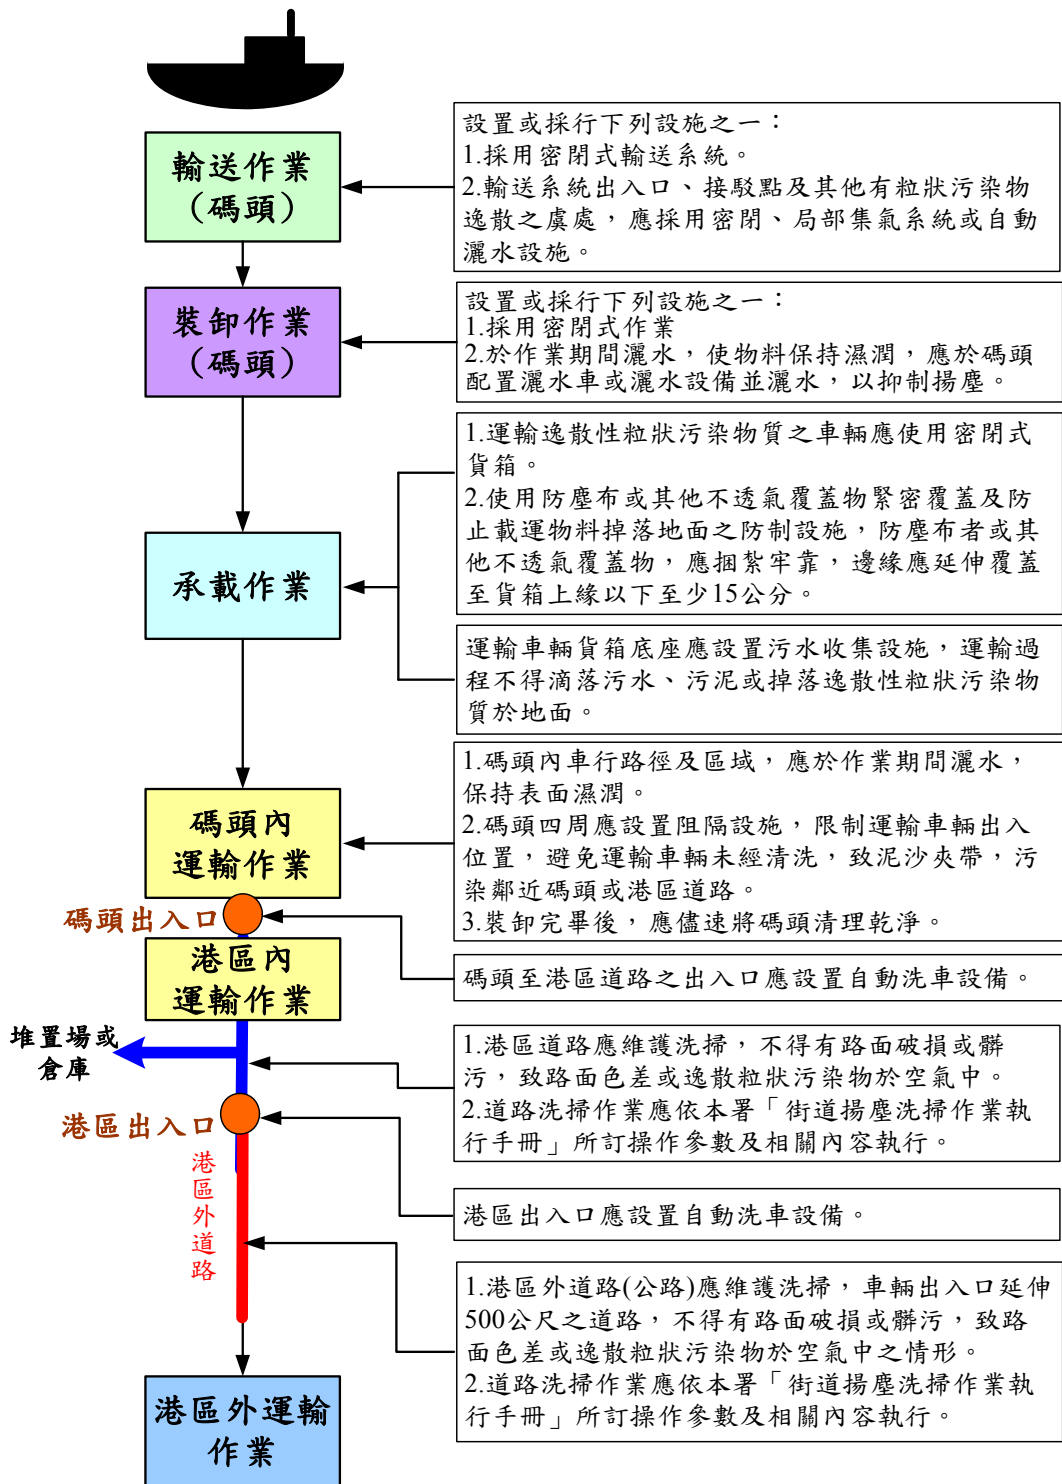 輸送作業
(碼頭)
設置或採行下列設施之一：
1.採用密閉式輸送系統。
2.輸送系統出入口、接駁點及其他有粒狀污染物
逸散之虞處，應採用密閉、局部集氣系統或自動
灑水設施。
裝卸作業
(碼頭)
設置或採行下列設施之一：
1.採用密閉式作業
2.於作業期間灑水，使物料保持濕潤，應於碼頭
配置灑水車或灑水設備並灑水，以抑制揚塵。
承載作業
1.運輸逸散性粒狀污染物質之車輛應使用密閉式
貨箱。
2.使用防塵布或其他不透氣覆蓋物緊密覆蓋及防
止載運物料掉落地面之防制設施，防塵布者或其
他不透氣覆蓋物，應捆紮牢靠，邊緣應延伸覆蓋
至貨箱上緣以下至少15公分。
運輸車輛貨箱底座應設置污水收集設施，運輸過
程不得滴落污水、污泥或掉落逸散性粒狀污染物
質於地面。
碼頭內
運輸作業
1.碼頭內車行路徑及區域，應於作業期間灑水，
保持表面濕潤。
2.碼頭四周應設置阻隔設施，限制運輸車輛出入
位置，避免運輸車輛未經清洗，致泥沙夾帶，污
染鄰近碼頭或港區道路。
3.裝卸完畢後，應儘速將碼頭清理乾淨。
碼頭出入口
碼頭至港區道路之出入口應設置自動洗車設備。
港區內
運輸作業
堆置場或
倉庫
1.港區道路應維護洗掃，不得有路面破損或髒
污，致路面色差或逸散粒狀污染物於空氣中。
2.道路洗掃作業應依本署「街道揚塵洗掃作業執
行手冊」所訂操作參數及相關內容執行。
港區出入口
港區出入口應設置自動洗車設備。
港區外道路
1.港區外道路(公路)應維護洗掃，車輛出入口延伸
500公尺之道路，不得有路面破損或髒污，致路
面色差或逸散粒狀污染物於空氣中之情形。
2.道路洗掃作業應依本署「街道揚塵洗掃作業執
行手冊」所訂操作參數及相關內容執行。
港區外運輸
作業